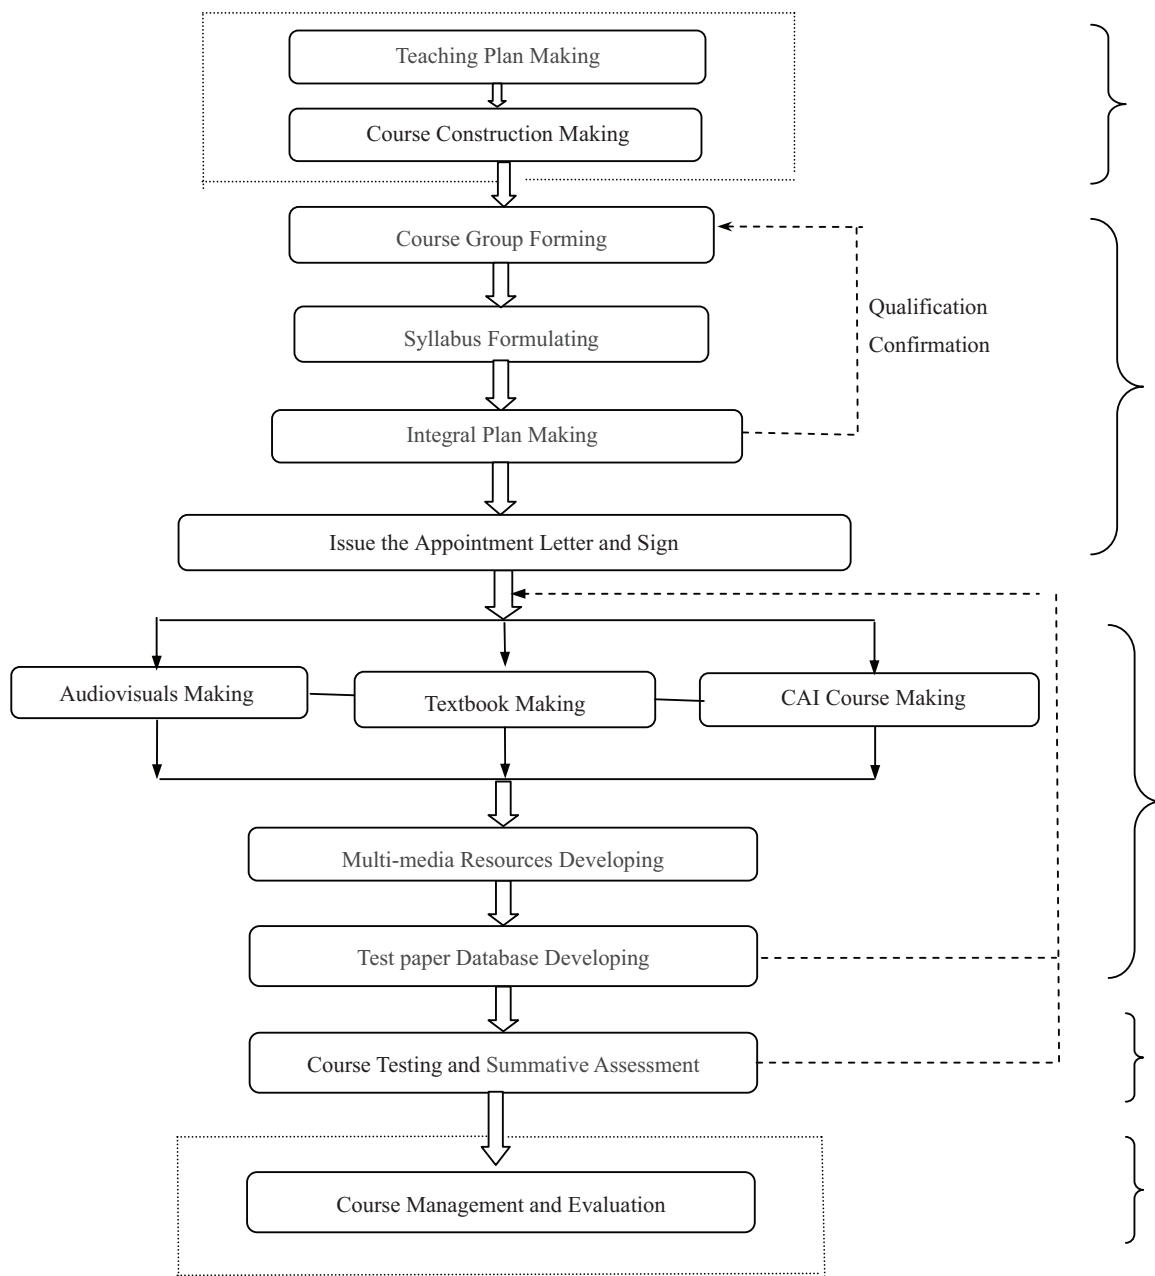 Teaching Plan Making
Course Construction Making
Course Group Forming
Qualification
Syllabus Formulating
Confirmation
Integral Plan Making
Issue the Appointment Letter and Sign
Audiovisuals Making
Textbook Making
CAI Course Making
Multi-media Resources Developing
Test paper Database Developing
Course Testing and Summative Assessment
Course Management and Evaluation